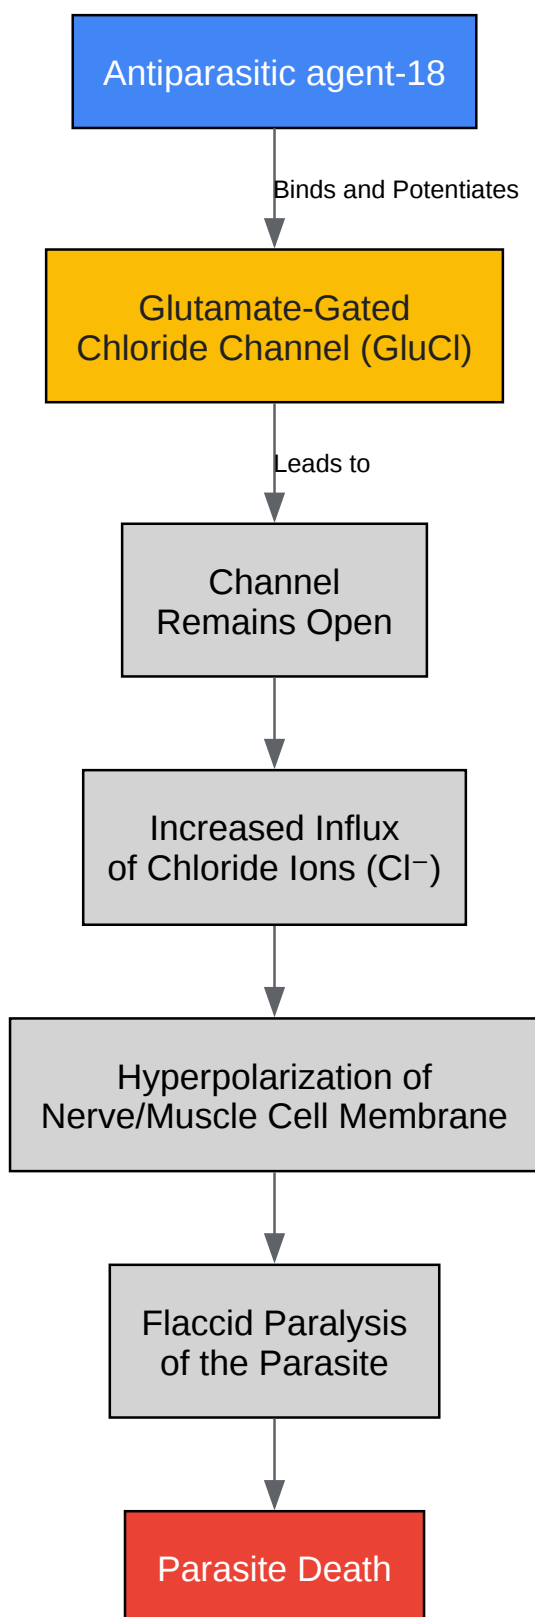 Antiparasitic agent-18
Binds and Potentiates
Glutamate-Gated
Chloride Channel (GluCl)
Leads to
Channel
Remains Open
Increased Influx
of Chloride Ions (Cl⁻)
Hyperpolarization of
Nerve/Muscle Cell Membrane
Flaccid Paralysis
of the Parasite
Parasite Death